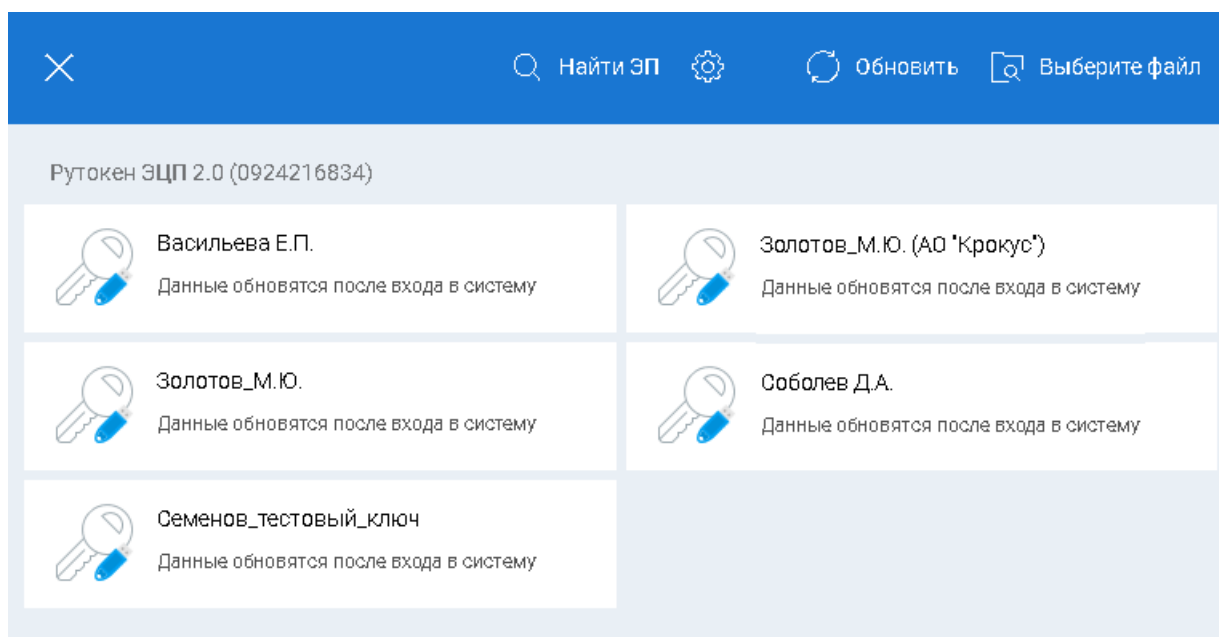 Найти ЭП
Обновить
Выберите файл
Рутокен ЭЦП 2.0 (0924216834)
Васильева Е.П.
Данные обновятся после входа в систему
Золотов_М.Ю. (АО "Крокус")
Данные обновятся после входа в систему
Золотов_М.Ю.
Данные обновятся после входа в систему
Соболев Д.А.
Данные обновятся после входа в систему
Семенов_тестовый_ключ
Данные обновятся после входа в систему